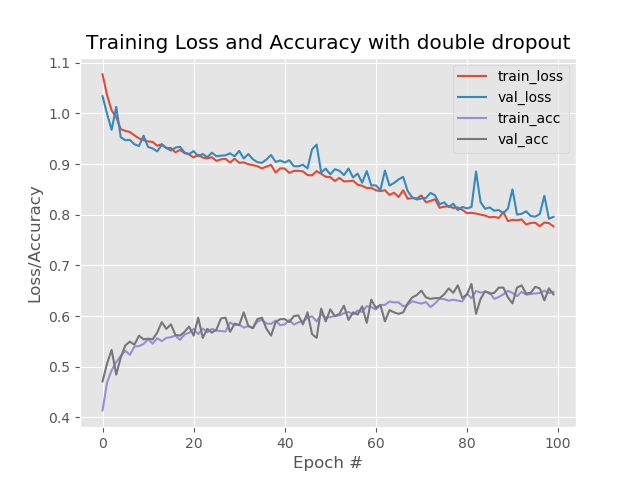 Training Loss and Accuracy with double dropout
train_loss
val_loss
train_acc
val_acc
Loss/Accuracy
1.1
1.0
0.9
0.8
0.7
0.6
0.5
0.4
0 20 40 60 80 100
Epoch #